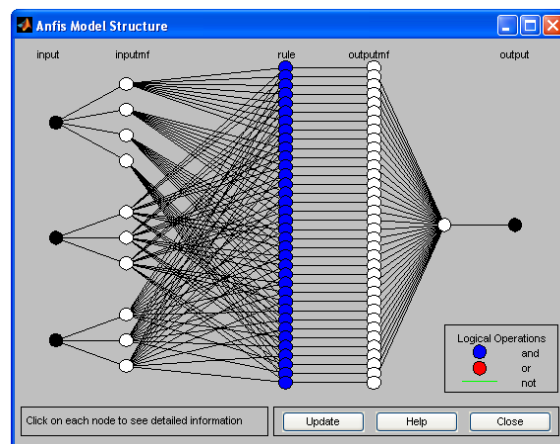 Anfis Model Structure
input inputmf rule outputmf output
Logical Operations
and
or
not
Click on each node to see detailed information
Update Help Close